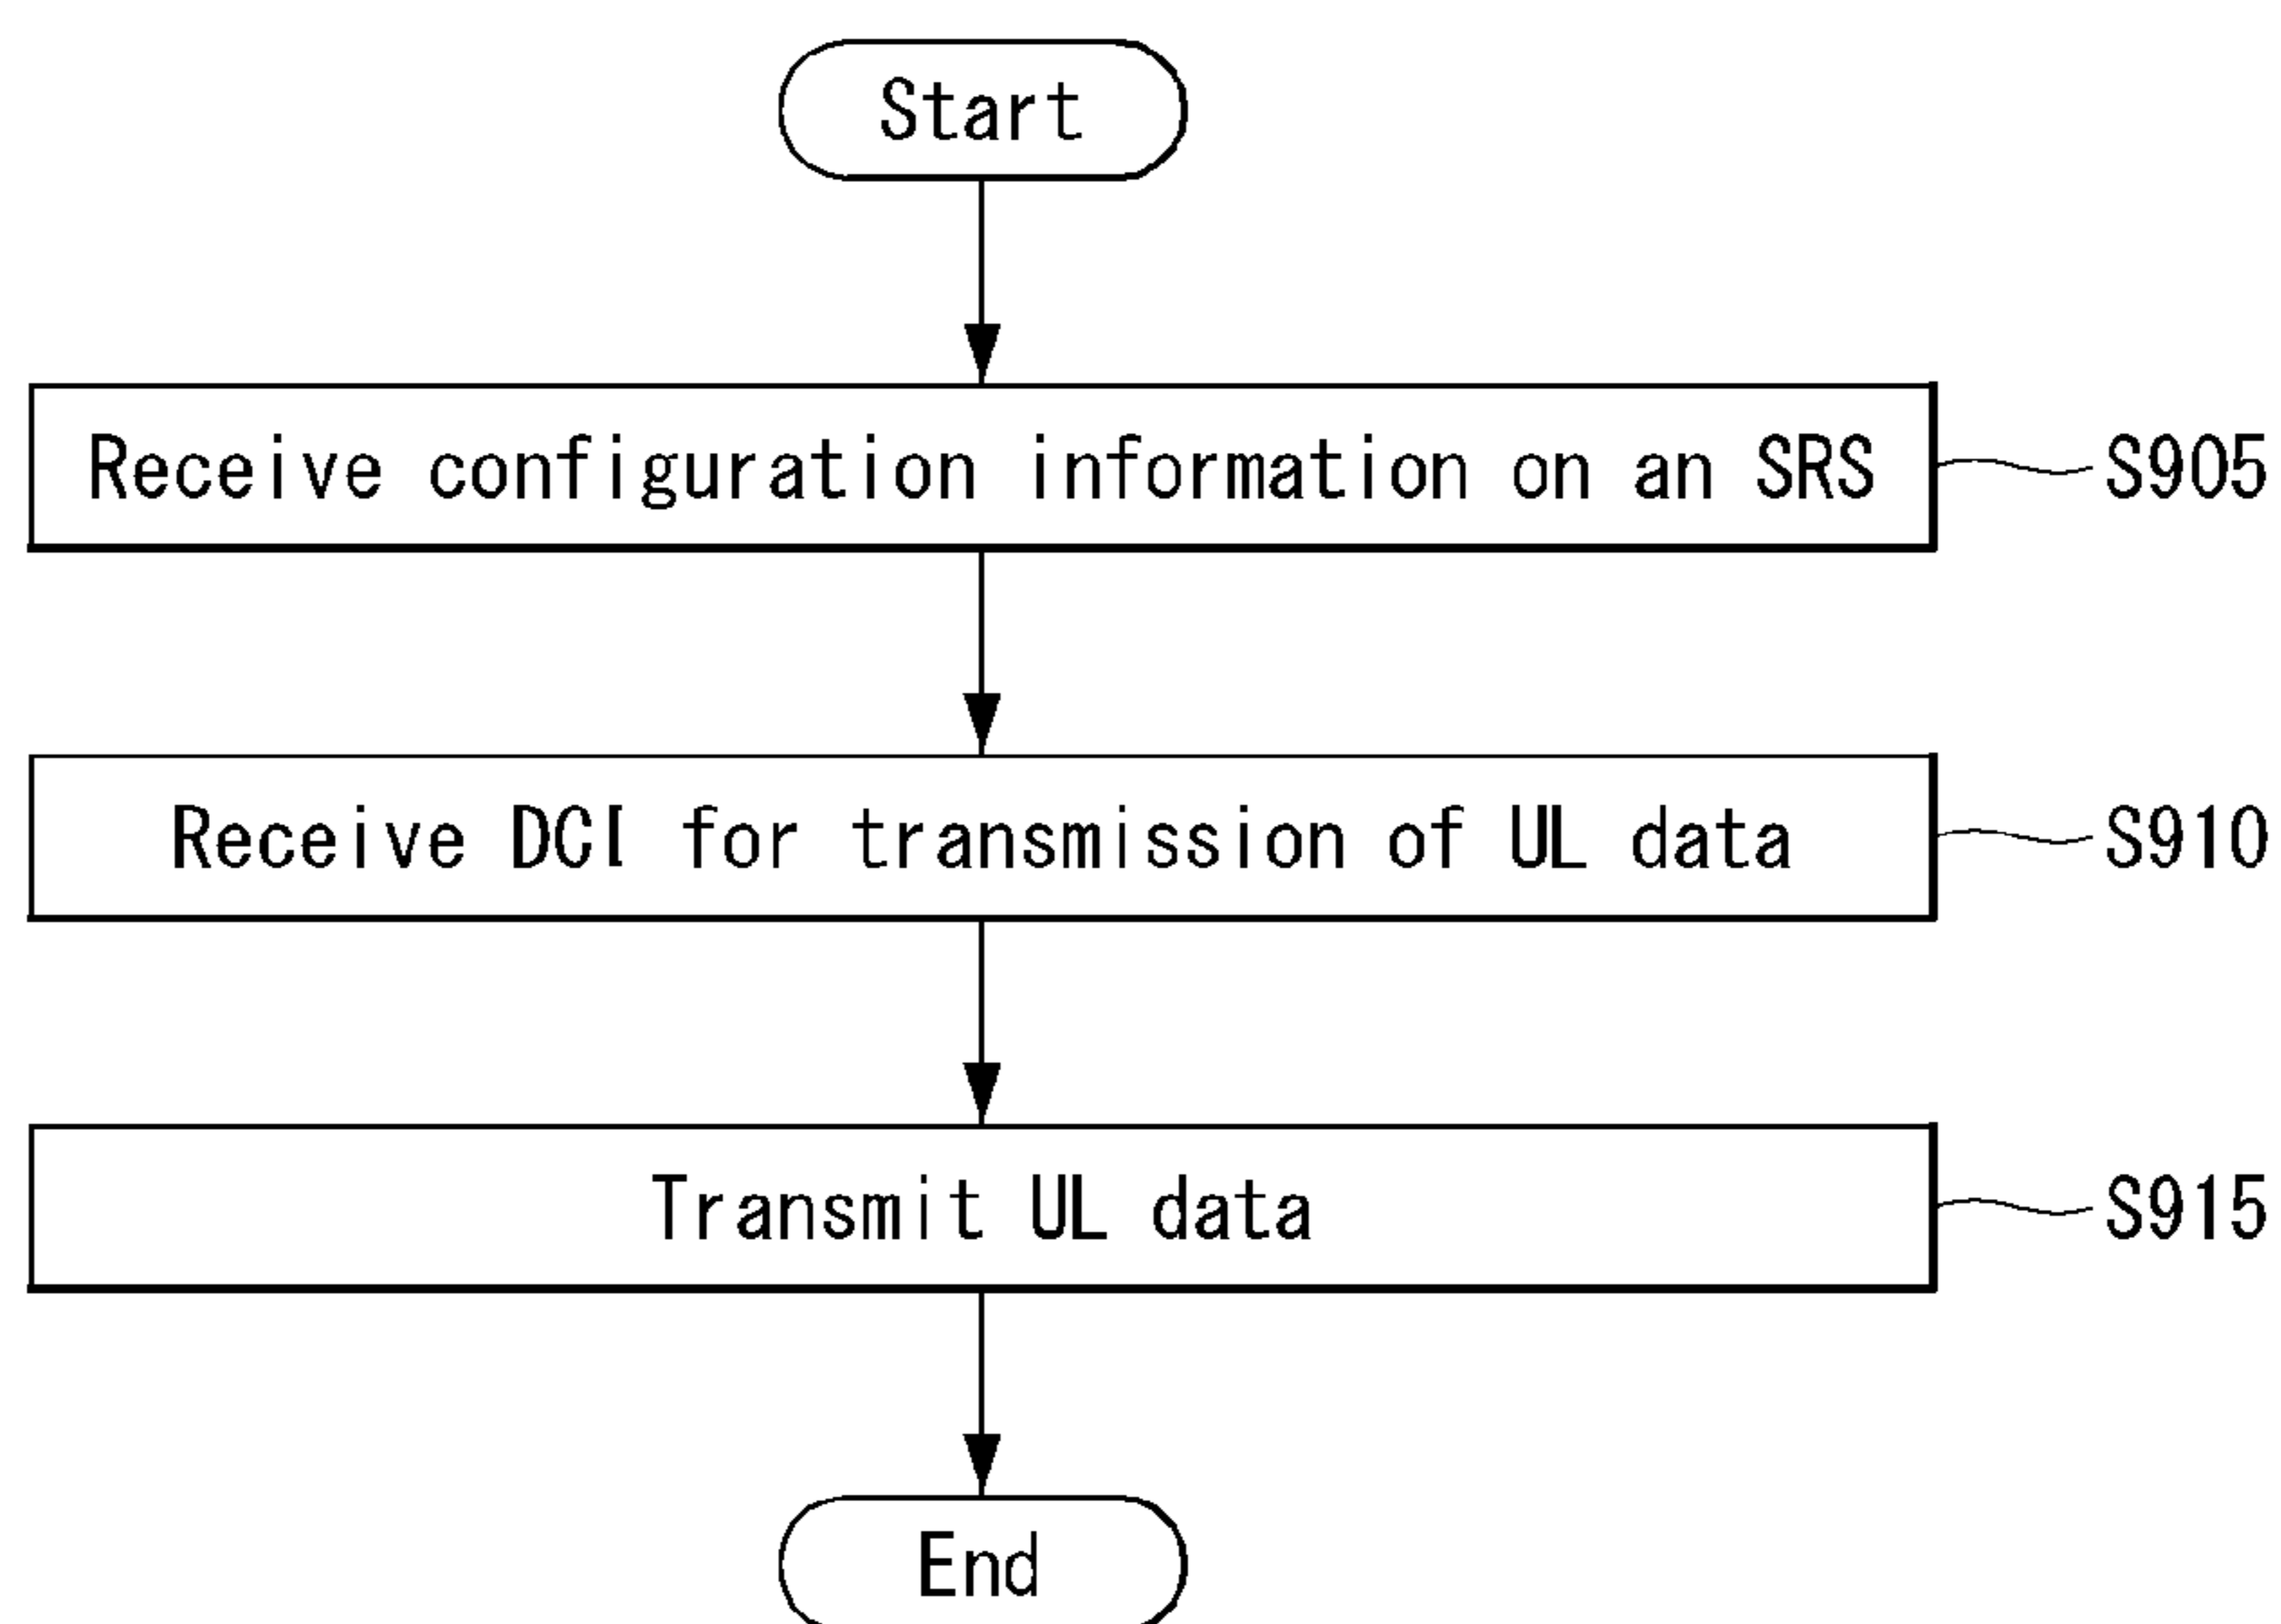 Start
Receive configuration information on an SRS
S905
Receive DCI for transmission of UL data
S910
Transmit UL data
S915
End